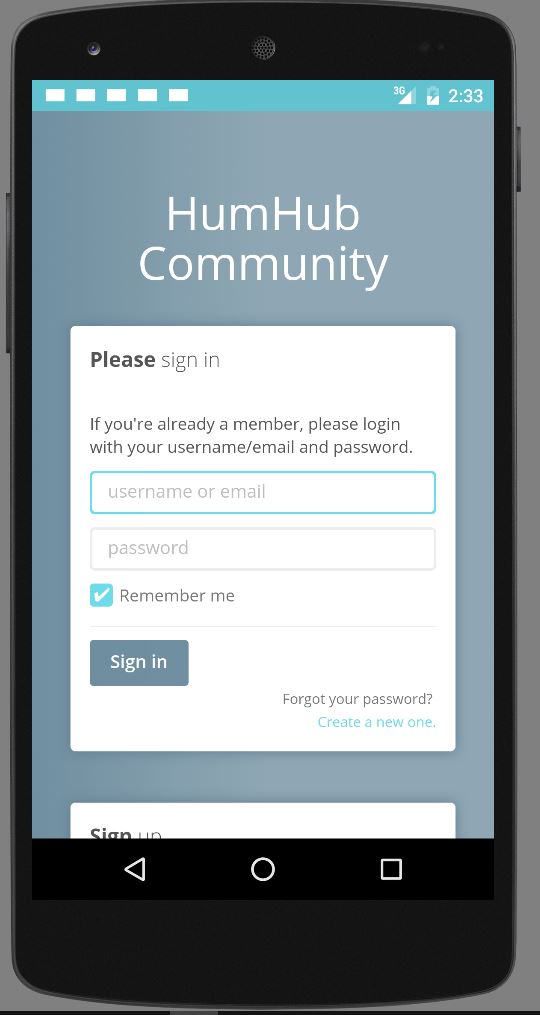 3G 2:33
HumHub
Community
Please sign in
If you're already a member, please login
with your username/email and password.
username or email
password
Remember me
Sign in
Forgot your password?
Create a new one.
Sign up